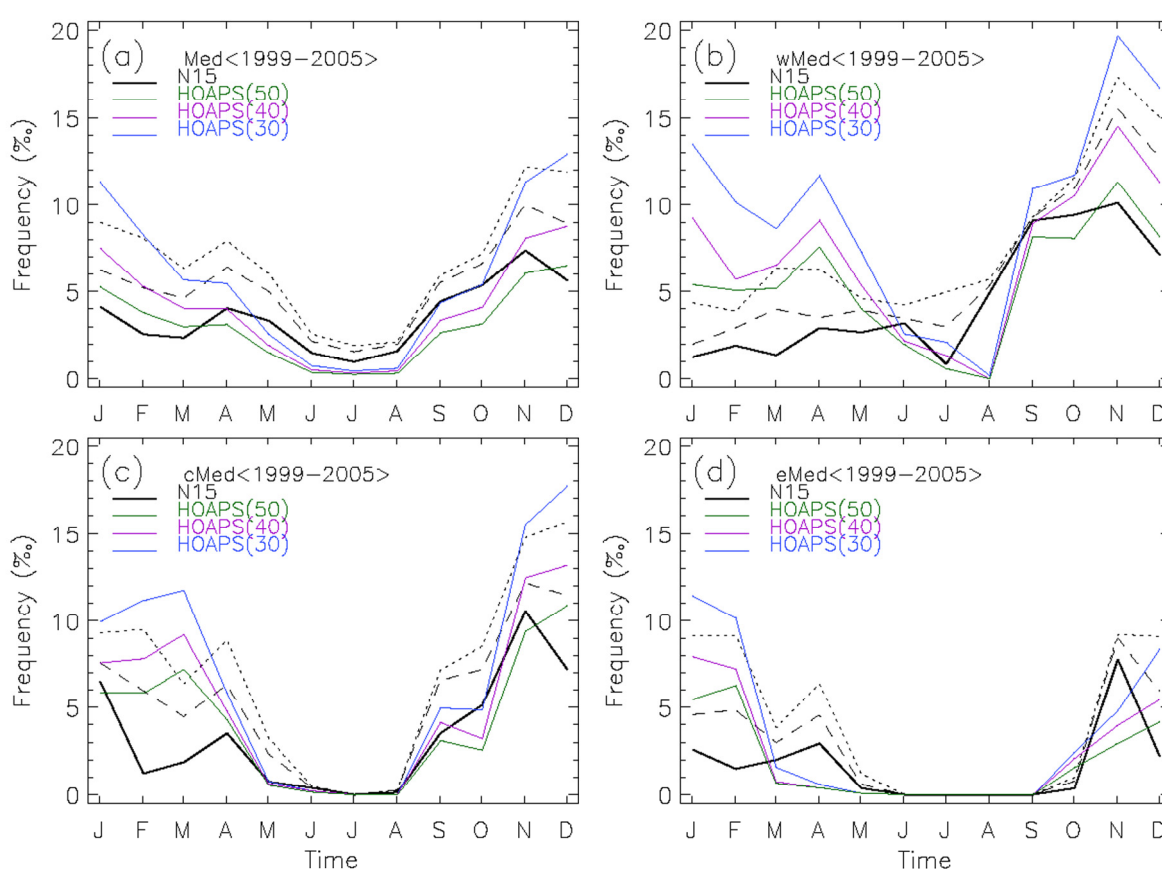 (a) Med<1999−2005>
N15
HOAPS(50)
HOAPS(40)
HOAPS(30)
Frequency (‰)
20
15
10
5
0
J F M A M J J A S O N D
(b) wMed<1999−2005>
N15
HOAPS(50)
HOAPS(40)
HOAPS(30)
Frequency (‰)
20
15
10
5
0
J F M A M J J A S O N D
(c) cMed<1999−2005>
N15
HOAPS(50)
HOAPS(40)
HOAPS(30)
Frequency (‰)
20
15
10
5
0
J F M A M J J A S O N D
Time
(d) eMed<1999−2005>
N15
HOAPS(50)
HOAPS(40)
HOAPS(30)
Frequency (‰)
20
15
10
5
0
J F M A M J J A S O N D
Time